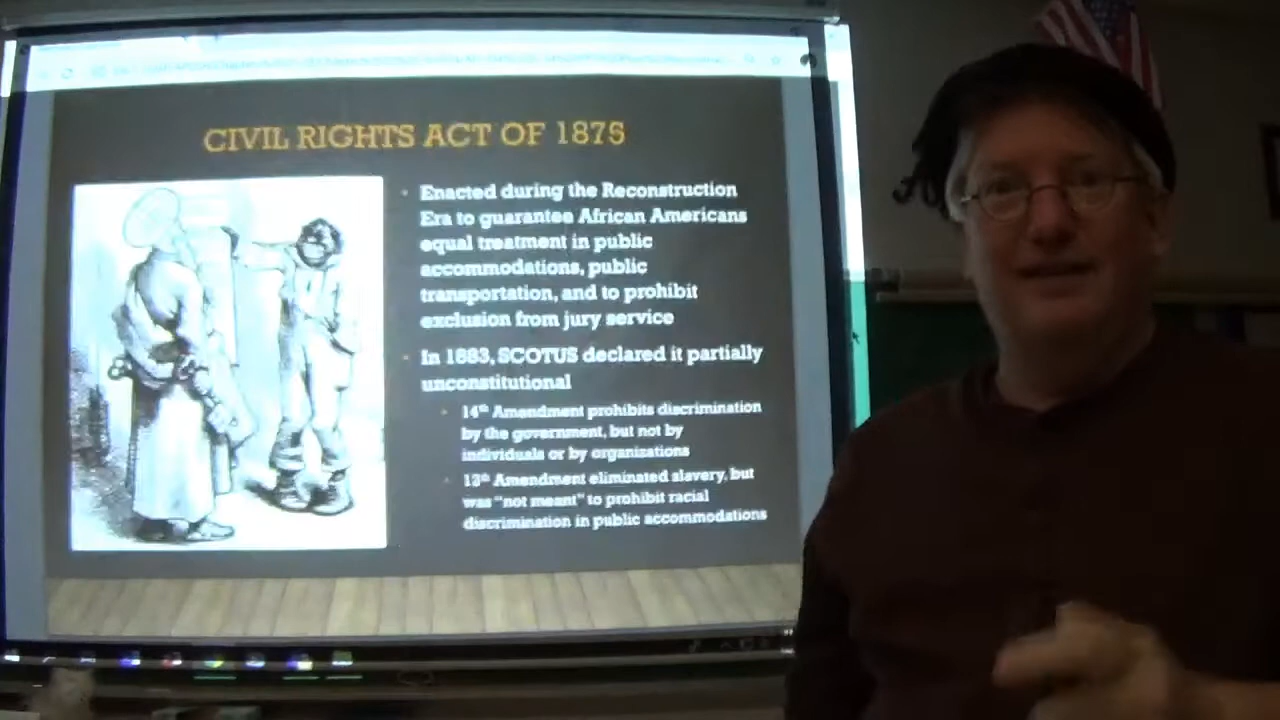 CIVIL RIGHTS ACT OF 1875
Enacted during the Reconstruction
Era to guarantee African Americans
equal treatment in public
accommodations, public
transportation, and to prohibit
exclusion from jury service
In 1883, SCOTUS declared it partially
unconstitutional
14th Amendment prohibits discrimination
by the government, but not by
individuals or by organizations
13th Amendment eliminated slavery, but
was "not meant" to prohibit racial
discrimination in public accommodations